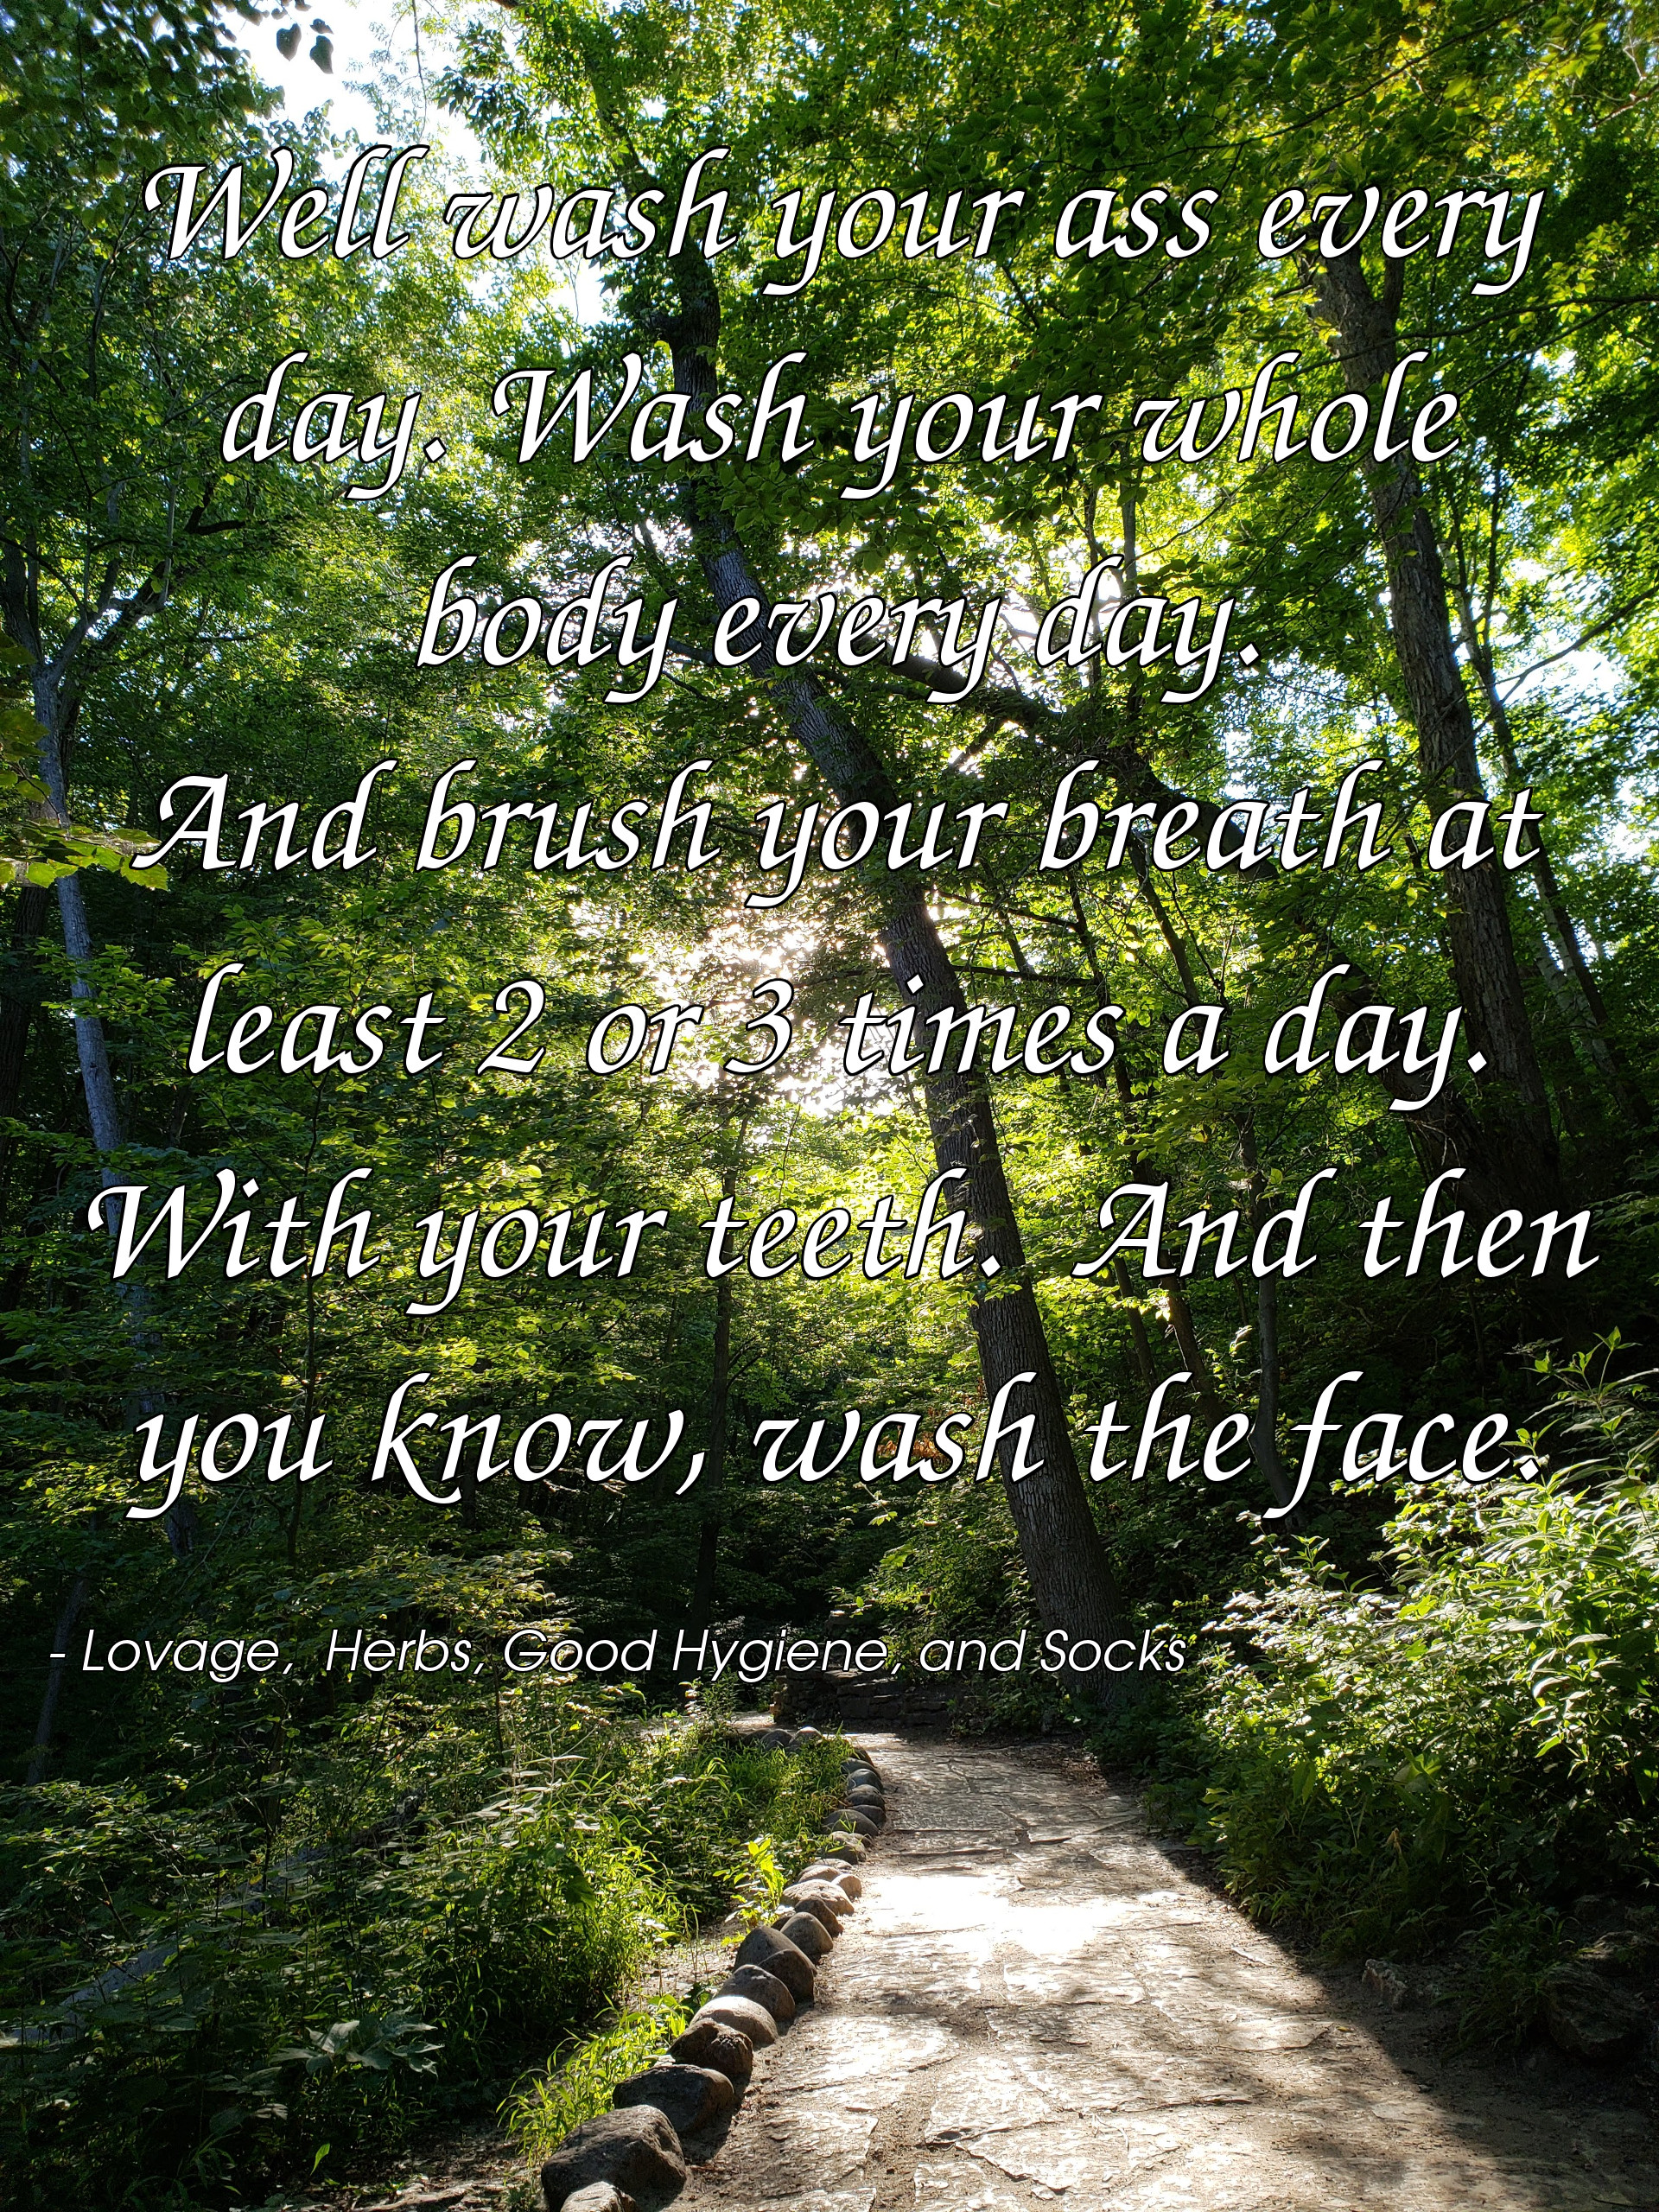 Well wash your ass every
day. Wash your whole
body every day.
And brush your breath at
least 2 or 3 times a day.
With your teeth. And then
you know, wash the face.
- Lovage, Herbs, Good Hygiene, and Socks